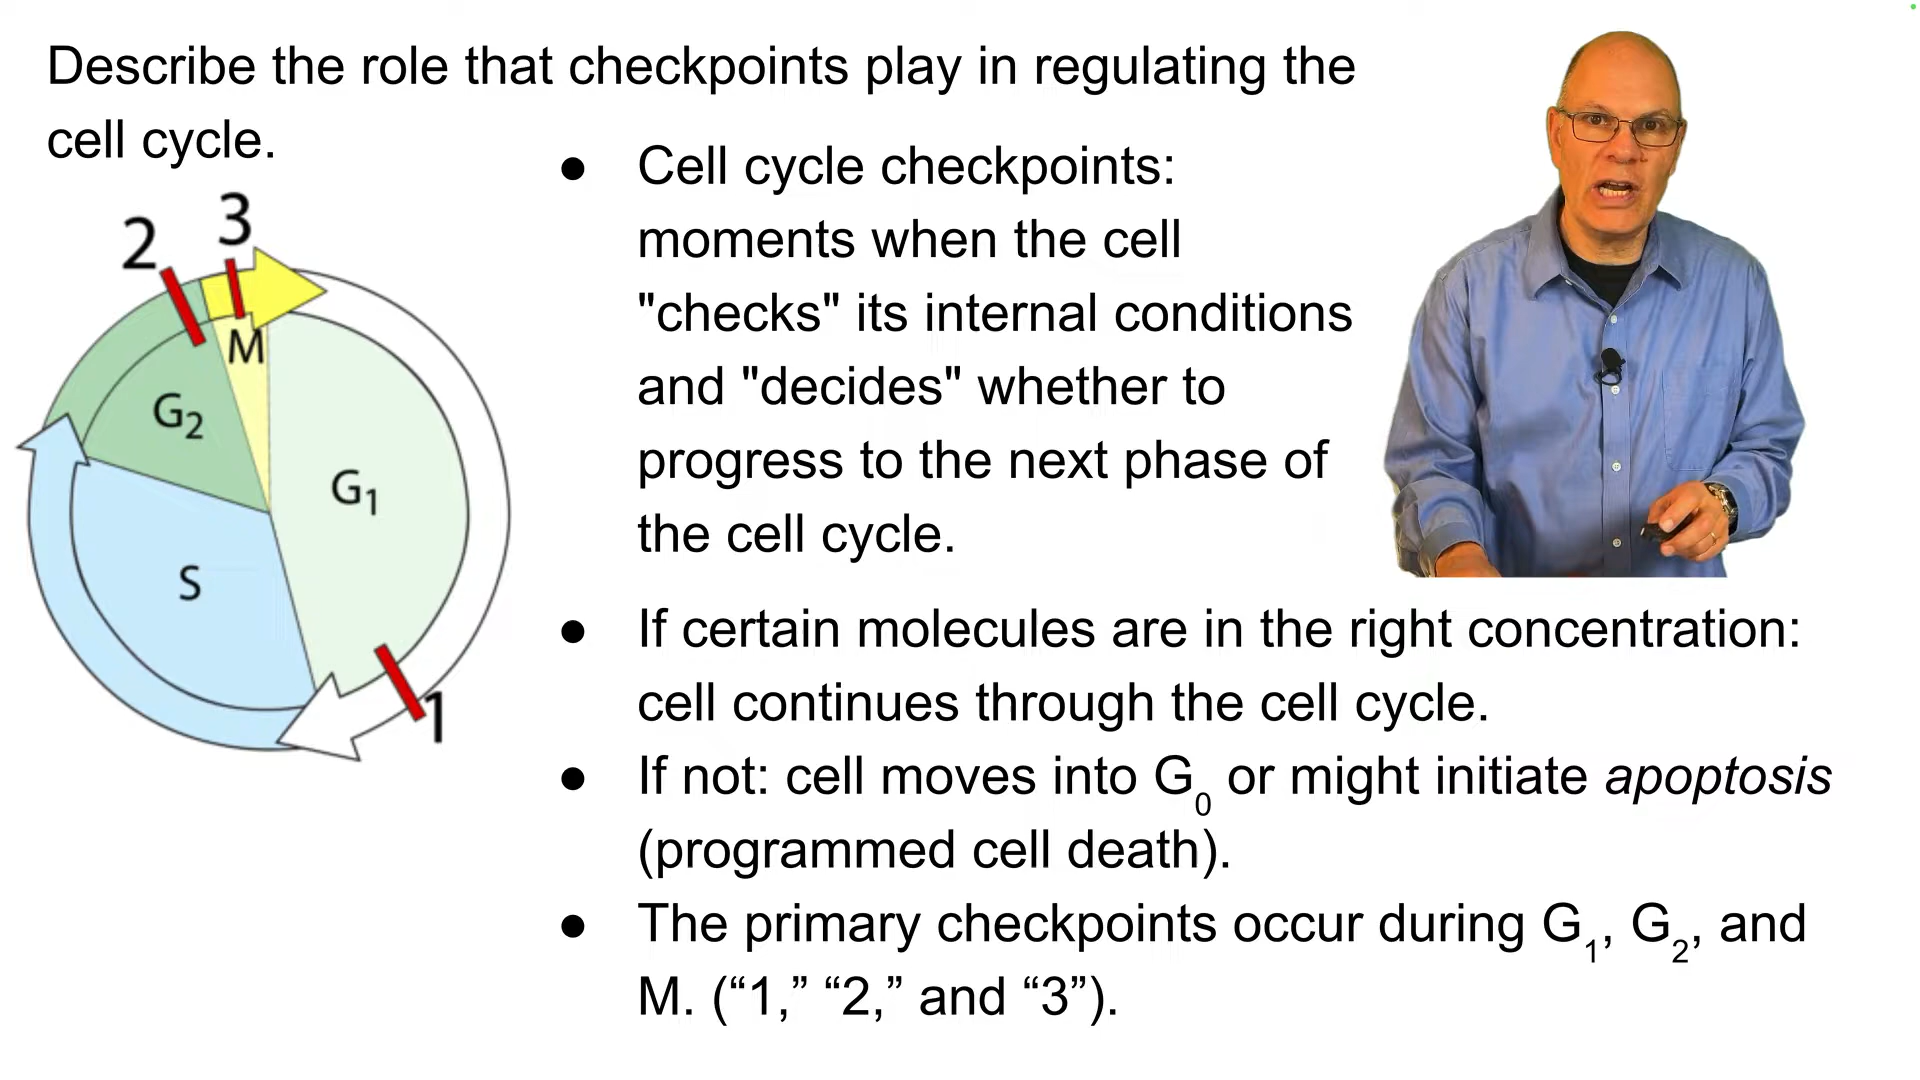 Describe the role that checkpoints play in regulating the
cell cycle.
● Cell cycle checkpoints:
moments when the cell
"checks" its internal conditions
and "decides" whether to
progress to the next phase of
the cell cycle.
● If certain molecules are in the right concentration:
cell continues through the cell cycle.
● If not: cell moves into G0 or might initiate apoptosis
(programmed cell death).
● The primary checkpoints occur during G1, G2, and
M. (“1,” “2,” and “3”).
3
2
M
G2
G1
S
1